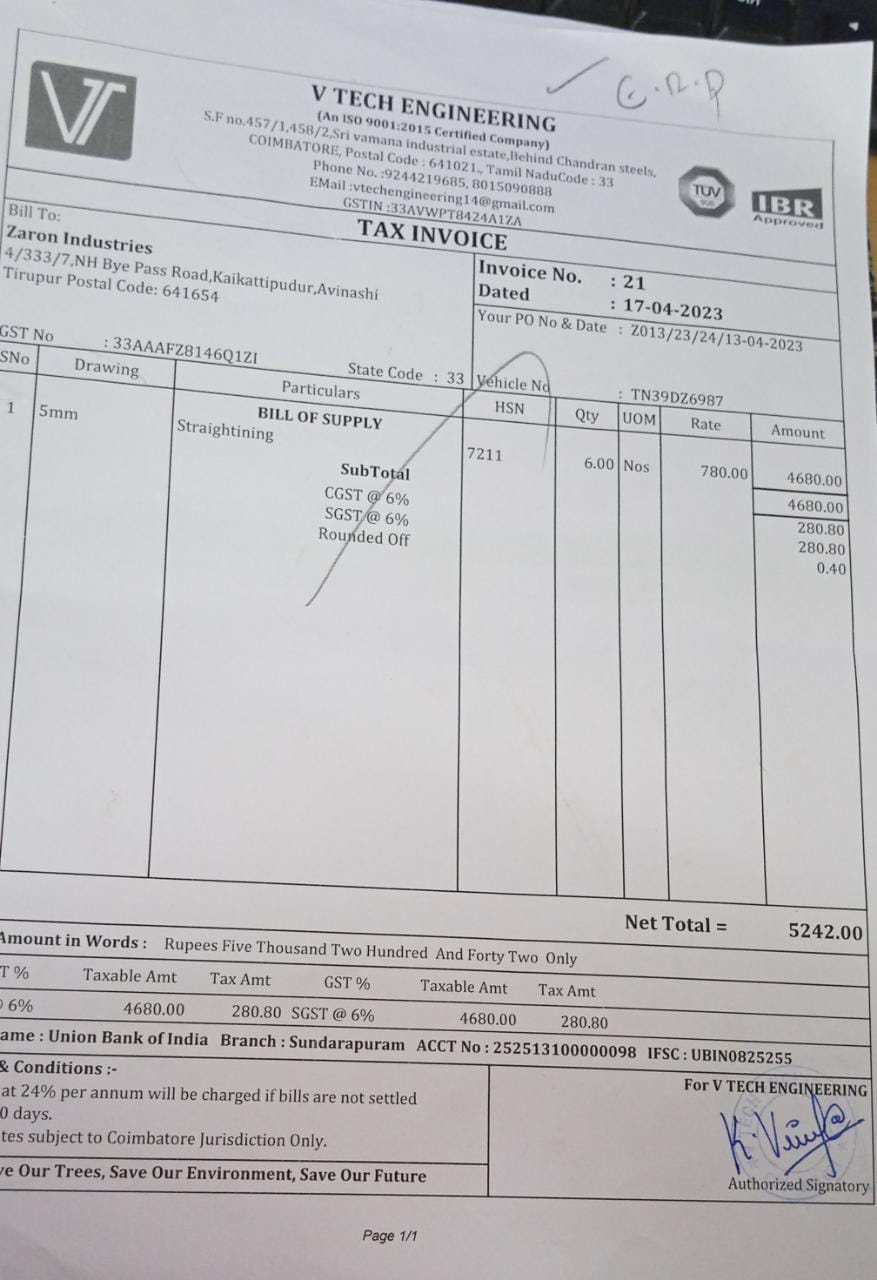 G.R.P
V TECH ENGINEERING
(An ISO 9001:2015 Certified Company)
S.F no.457/1,458/2,Sri vamana industrial estate,Behind Chandran steels,
COIMBATORE, Postal Code : 641021., Tamil NaduCode : 33
Phone No. :9244219685, 8015090888
EMail :vtechengineering14@gmail.com
GSTIN :33AVWPT8424A1ZA
TUV
SUD
IBR
Approved
TAX INVOICE
Bill To:
Zaron Industries
4/333/7,NH Bye Pass Road,Kaikattipudur,Avinashi
Tirupur Postal Code: 641654
Invoice No. : 21
Dated : 17-04-2023
Your PO No & Date : Z013/23/24/13-04-2023
GST No : 33AAAFZ8146Q1ZI State Code : 33 Vehicle No : TN39DZ6987
SNo Drawing Particulars HSN Qty UOM Rate Amount
BILL OF SUPPLY
1 5mm Straightining 7211 6.00 Nos 780.00 4680.00
SubTotal 4680.00
CGST @ 6% 280.80
SGST @ 6% 280.80
Rounded Off 0.40
Net Total = 5242.00
Amount in Words : Rupees Five Thousand Two Hundred And Forty Two Only
T % Taxable Amt Tax Amt GST % Taxable Amt Tax Amt
6% 4680.00 280.80 SGST @ 6% 4680.00 280.80
ame : Union Bank of India Branch : Sundarapuram ACCT No : 252513100000098 IFSC : UBIN0825255
& Conditions :-
at 24% per annum will be charged if bills are not settled
0 days.
tes subject to Coimbatore Jurisdiction Only.
ve Our Trees, Save Our Environment, Save Our Future
For V TECH ENGINEERING
Authorized Signatory
Page 1/1